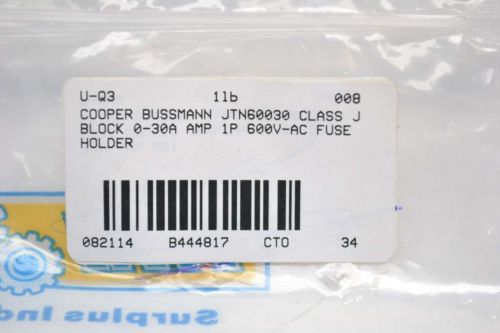 U-Q3 1lb 008
COOPER BUSSMANN JTN60030 CLASS J
BLOCK 0-30A AMP 1P 600V-AC FUSE
HOLDER
082114 B444817 CTO 34
Surplus Ind